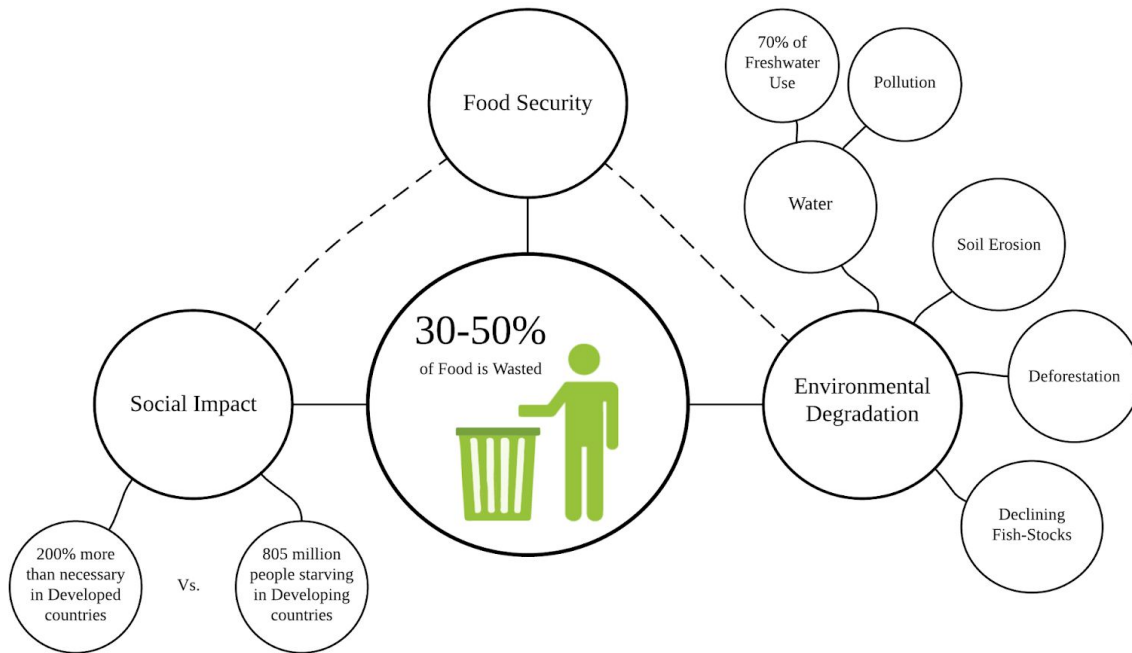 Food Security
70% of
Freshwater
Use
Pollution
Water
Soil Erosion
Deforestation
Declining
Fish-Stocks
Environmental
Degradation
30-50%
of Food is Wasted
Social Impact
200% more
than necessary
in Developed
countries
Vs.
805 million
people starving
in Developing
countries